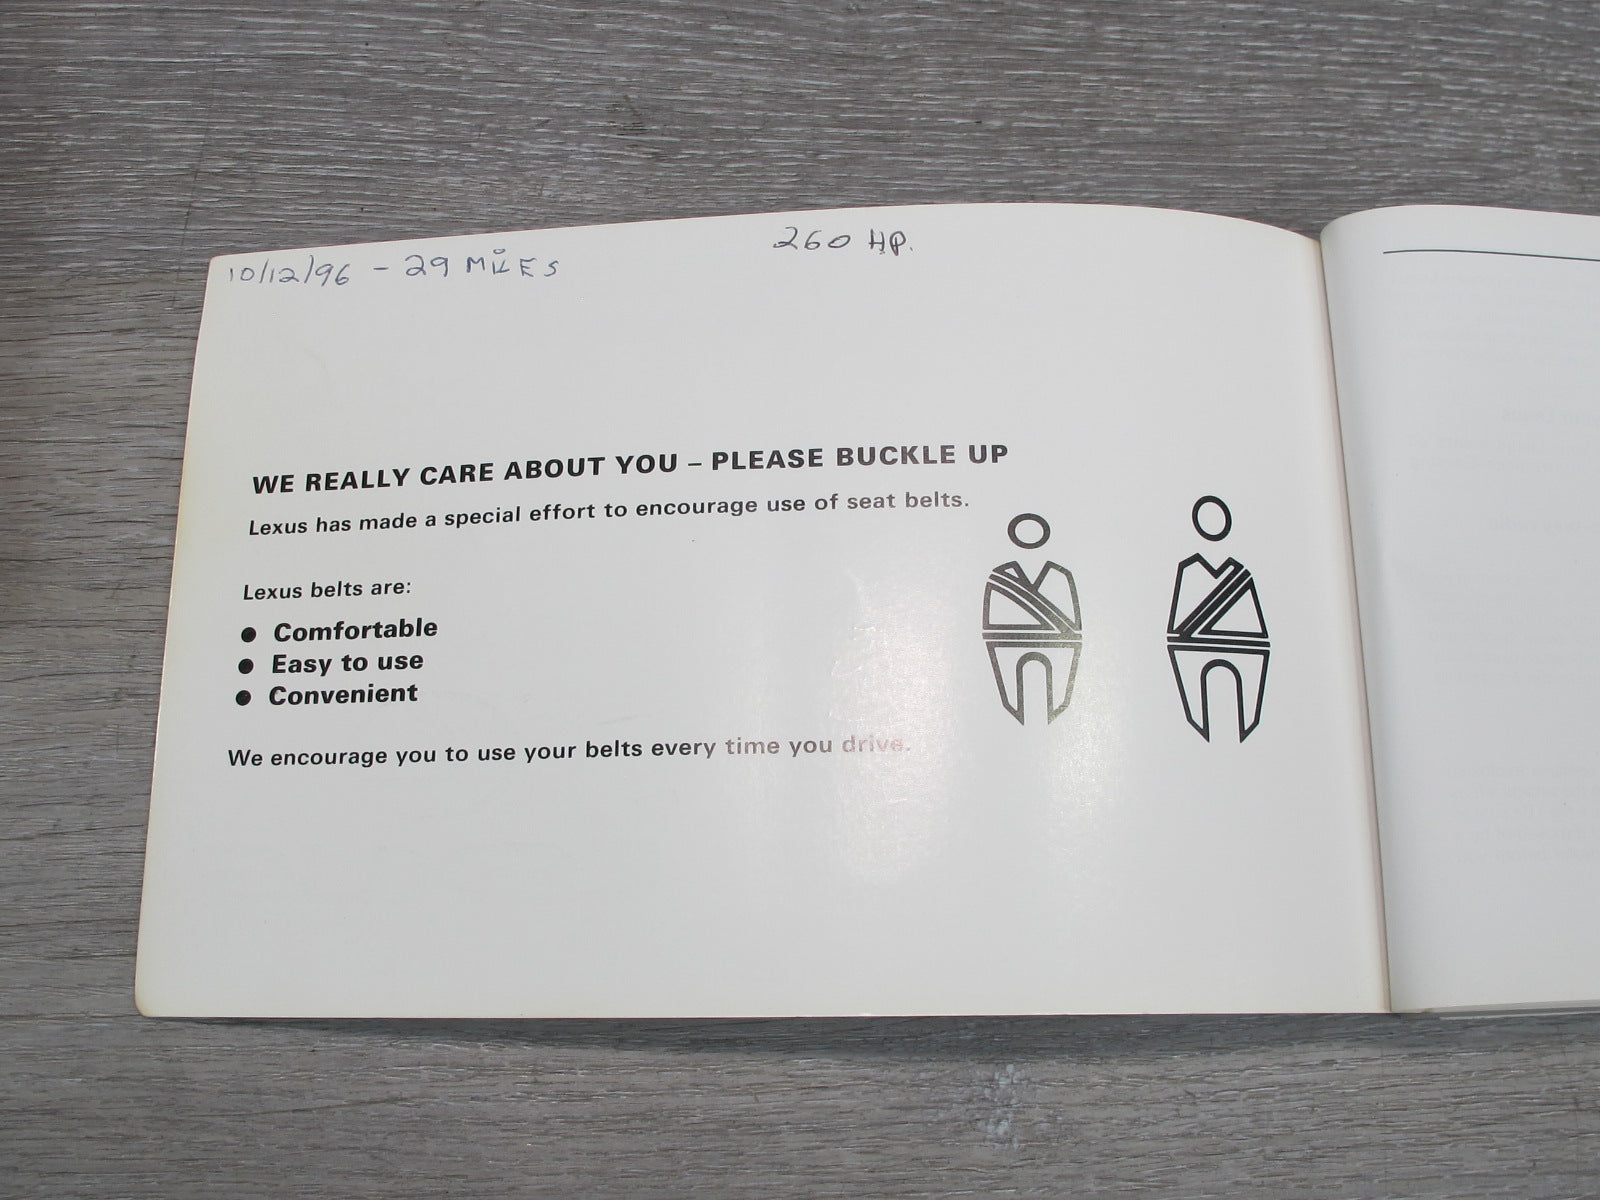 10/12/96 - 29 MILES
260 HP.
WE REALLY CARE ABOUT YOU – PLEASE BUCKLE UP
Lexus has made a special effort to encourage use of seat belts.
Lexus belts are:
● Comfortable
● Easy to use
● Convenient
We encourage you to use your belts every time you drive.